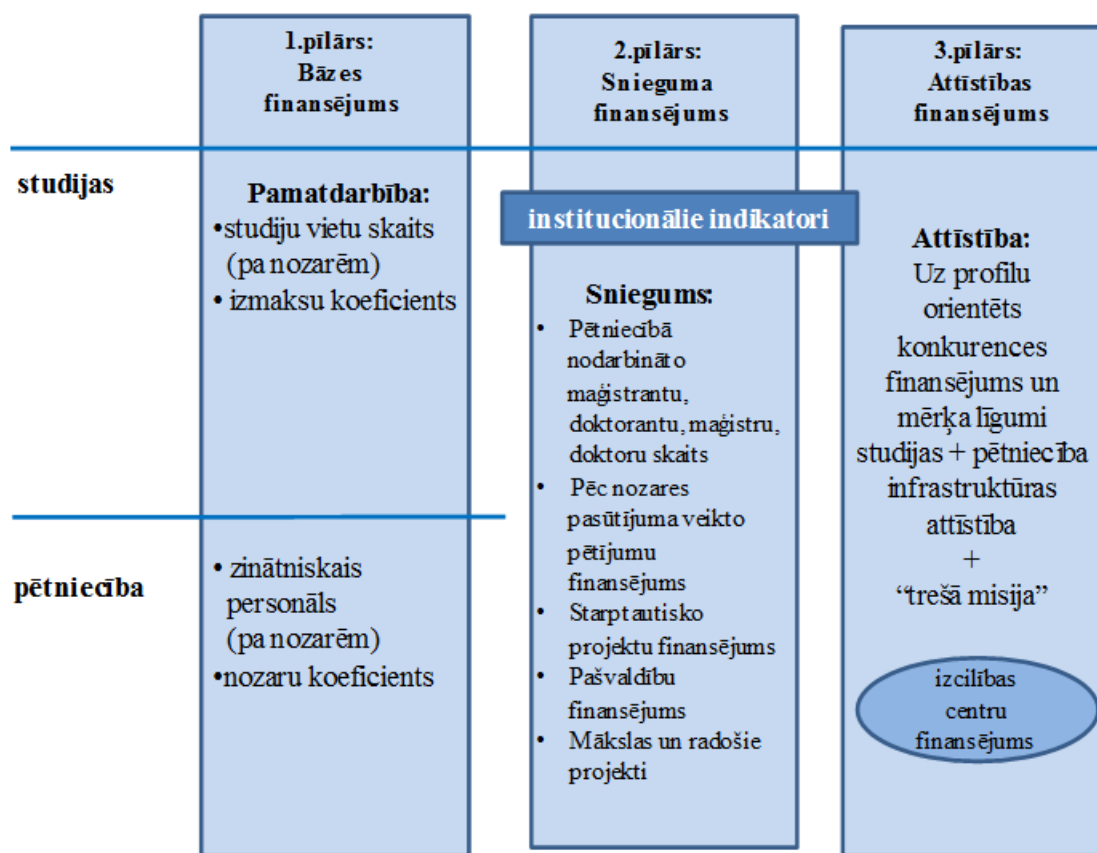 1.pīlārs:
Bāzes
finansējums
2.pīlārs:
Snieguma
finansējums
3.pīlārs:
Attīstības
finansējums
studijas
Pamatdarbība:
•studiju vietu skaits
(pa nozarēm)
• izmaksu koeficients
pētniecība
• zinātniskais
personāls
(pa nozarēm)
•nozaru koeficients
institucionālie indikatori
Sniegums:
• Pētniecībā
nodarbināto
maģistrantu,
doktorantu, maģistru,
doktoru skaits
• Pēc nozares
pasūtījuma veikto
pētījumu
finansējums
• Starptautisko
projektu finansējums
• Pašvaldību
finansējums
• Mākslas un radošie
projekti
Attīstība:
Uz profilu
orientēts
konkurences
finansējums un
mērķa līgumi
studijas + pētniecība
infrastruktūras
attīstība
+
“trešā misija”
izcilības
centru
finansējums